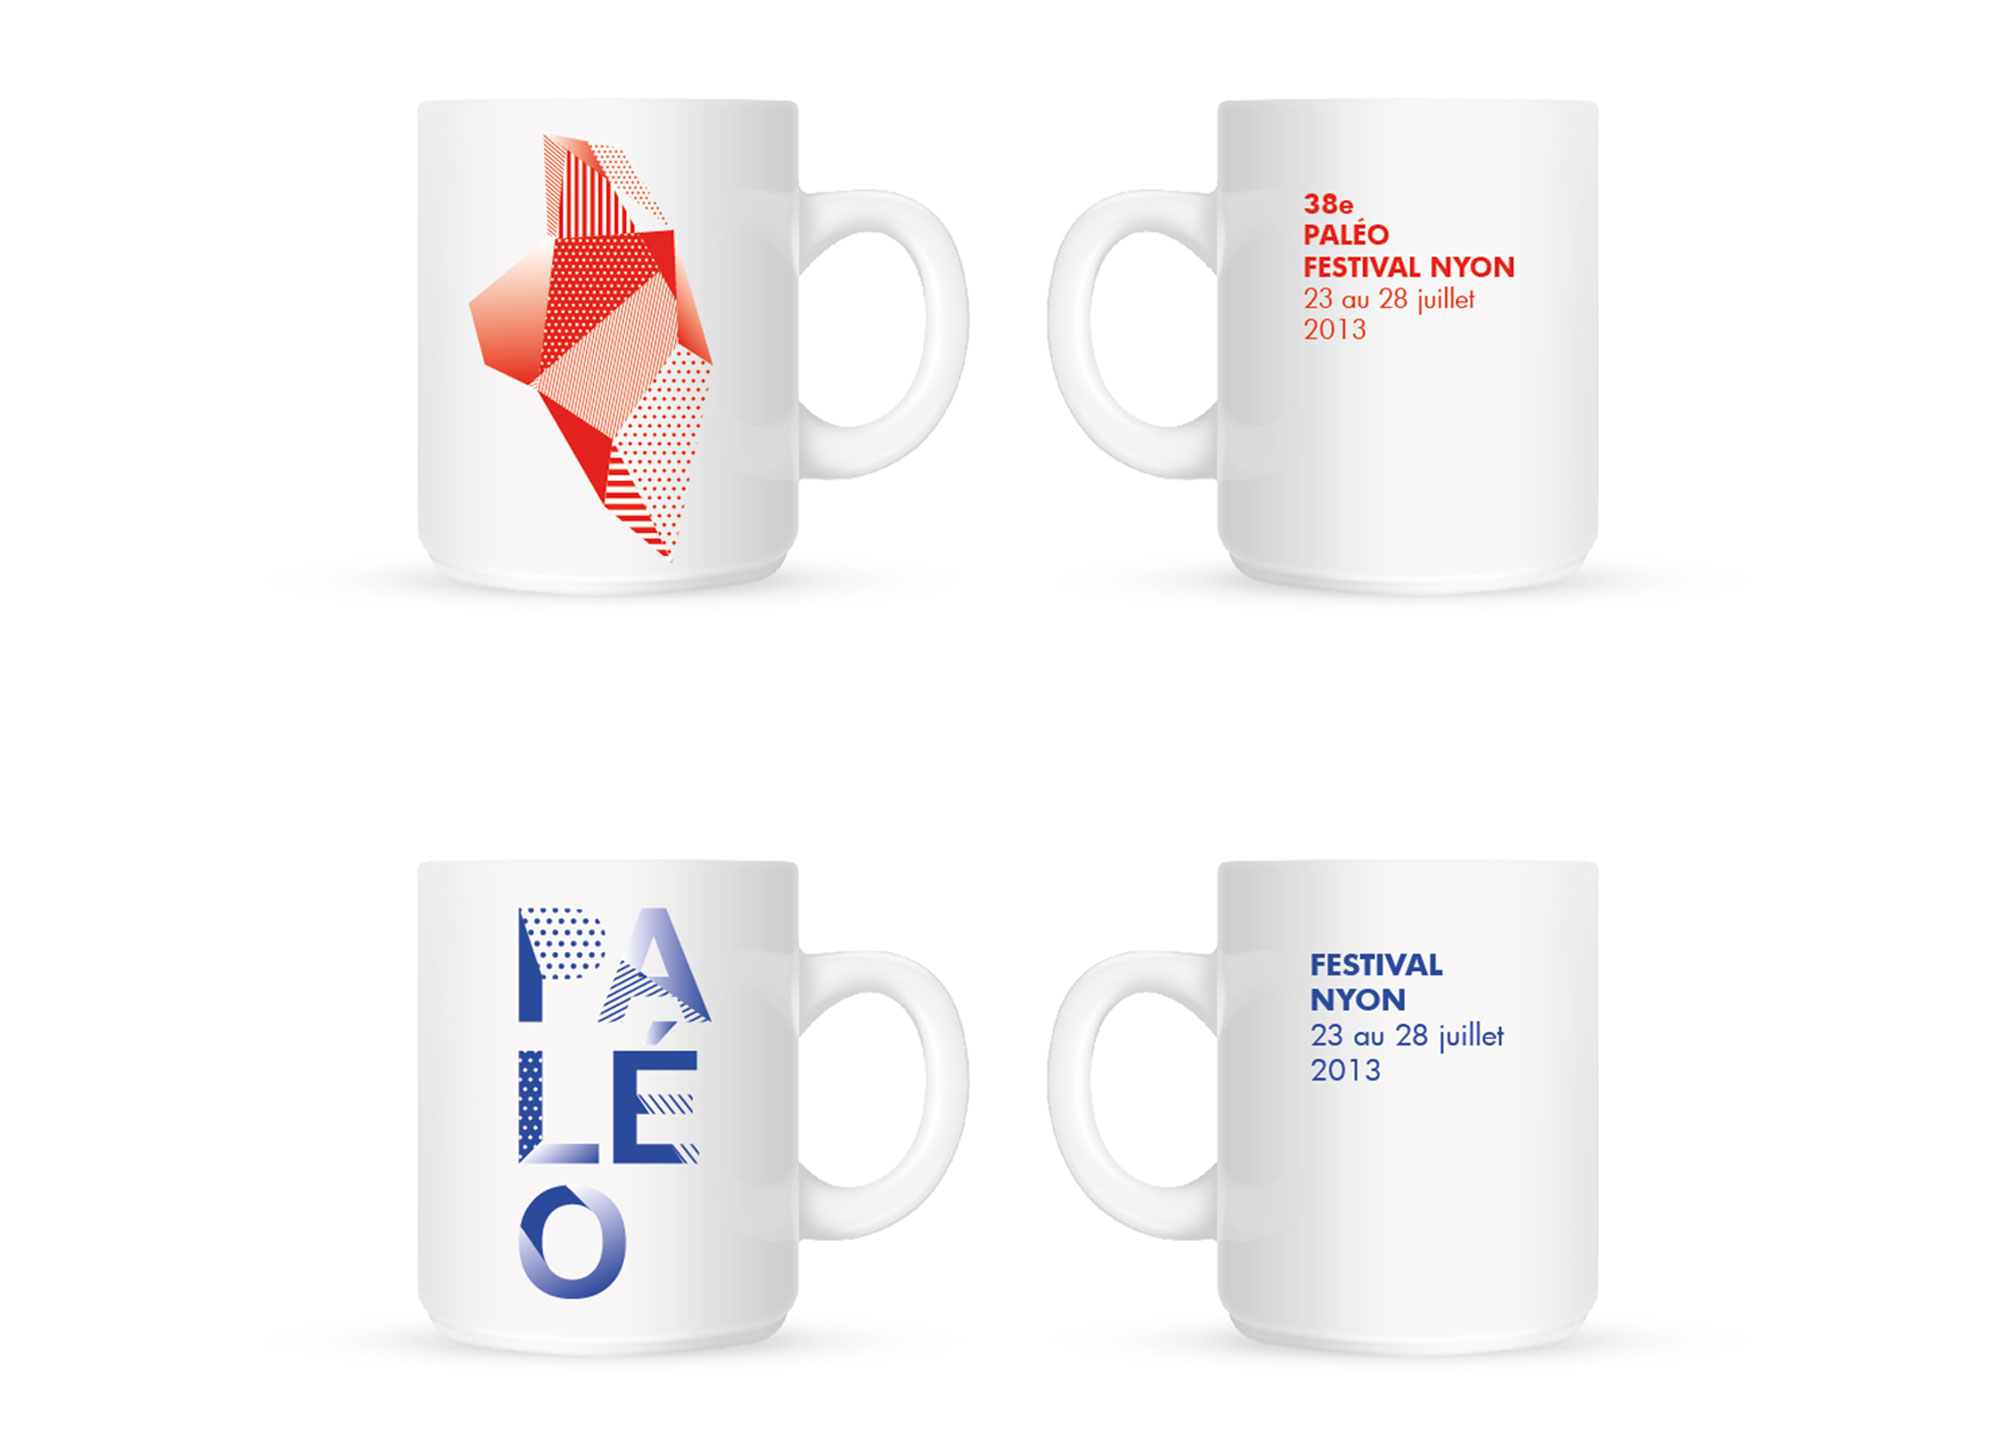 38e
PALÉO
FESTIVAL NYON
23 au 28 juillet
2013
PA
LÉ
O
FESTIVAL
NYON
23 au 28 juillet
2013